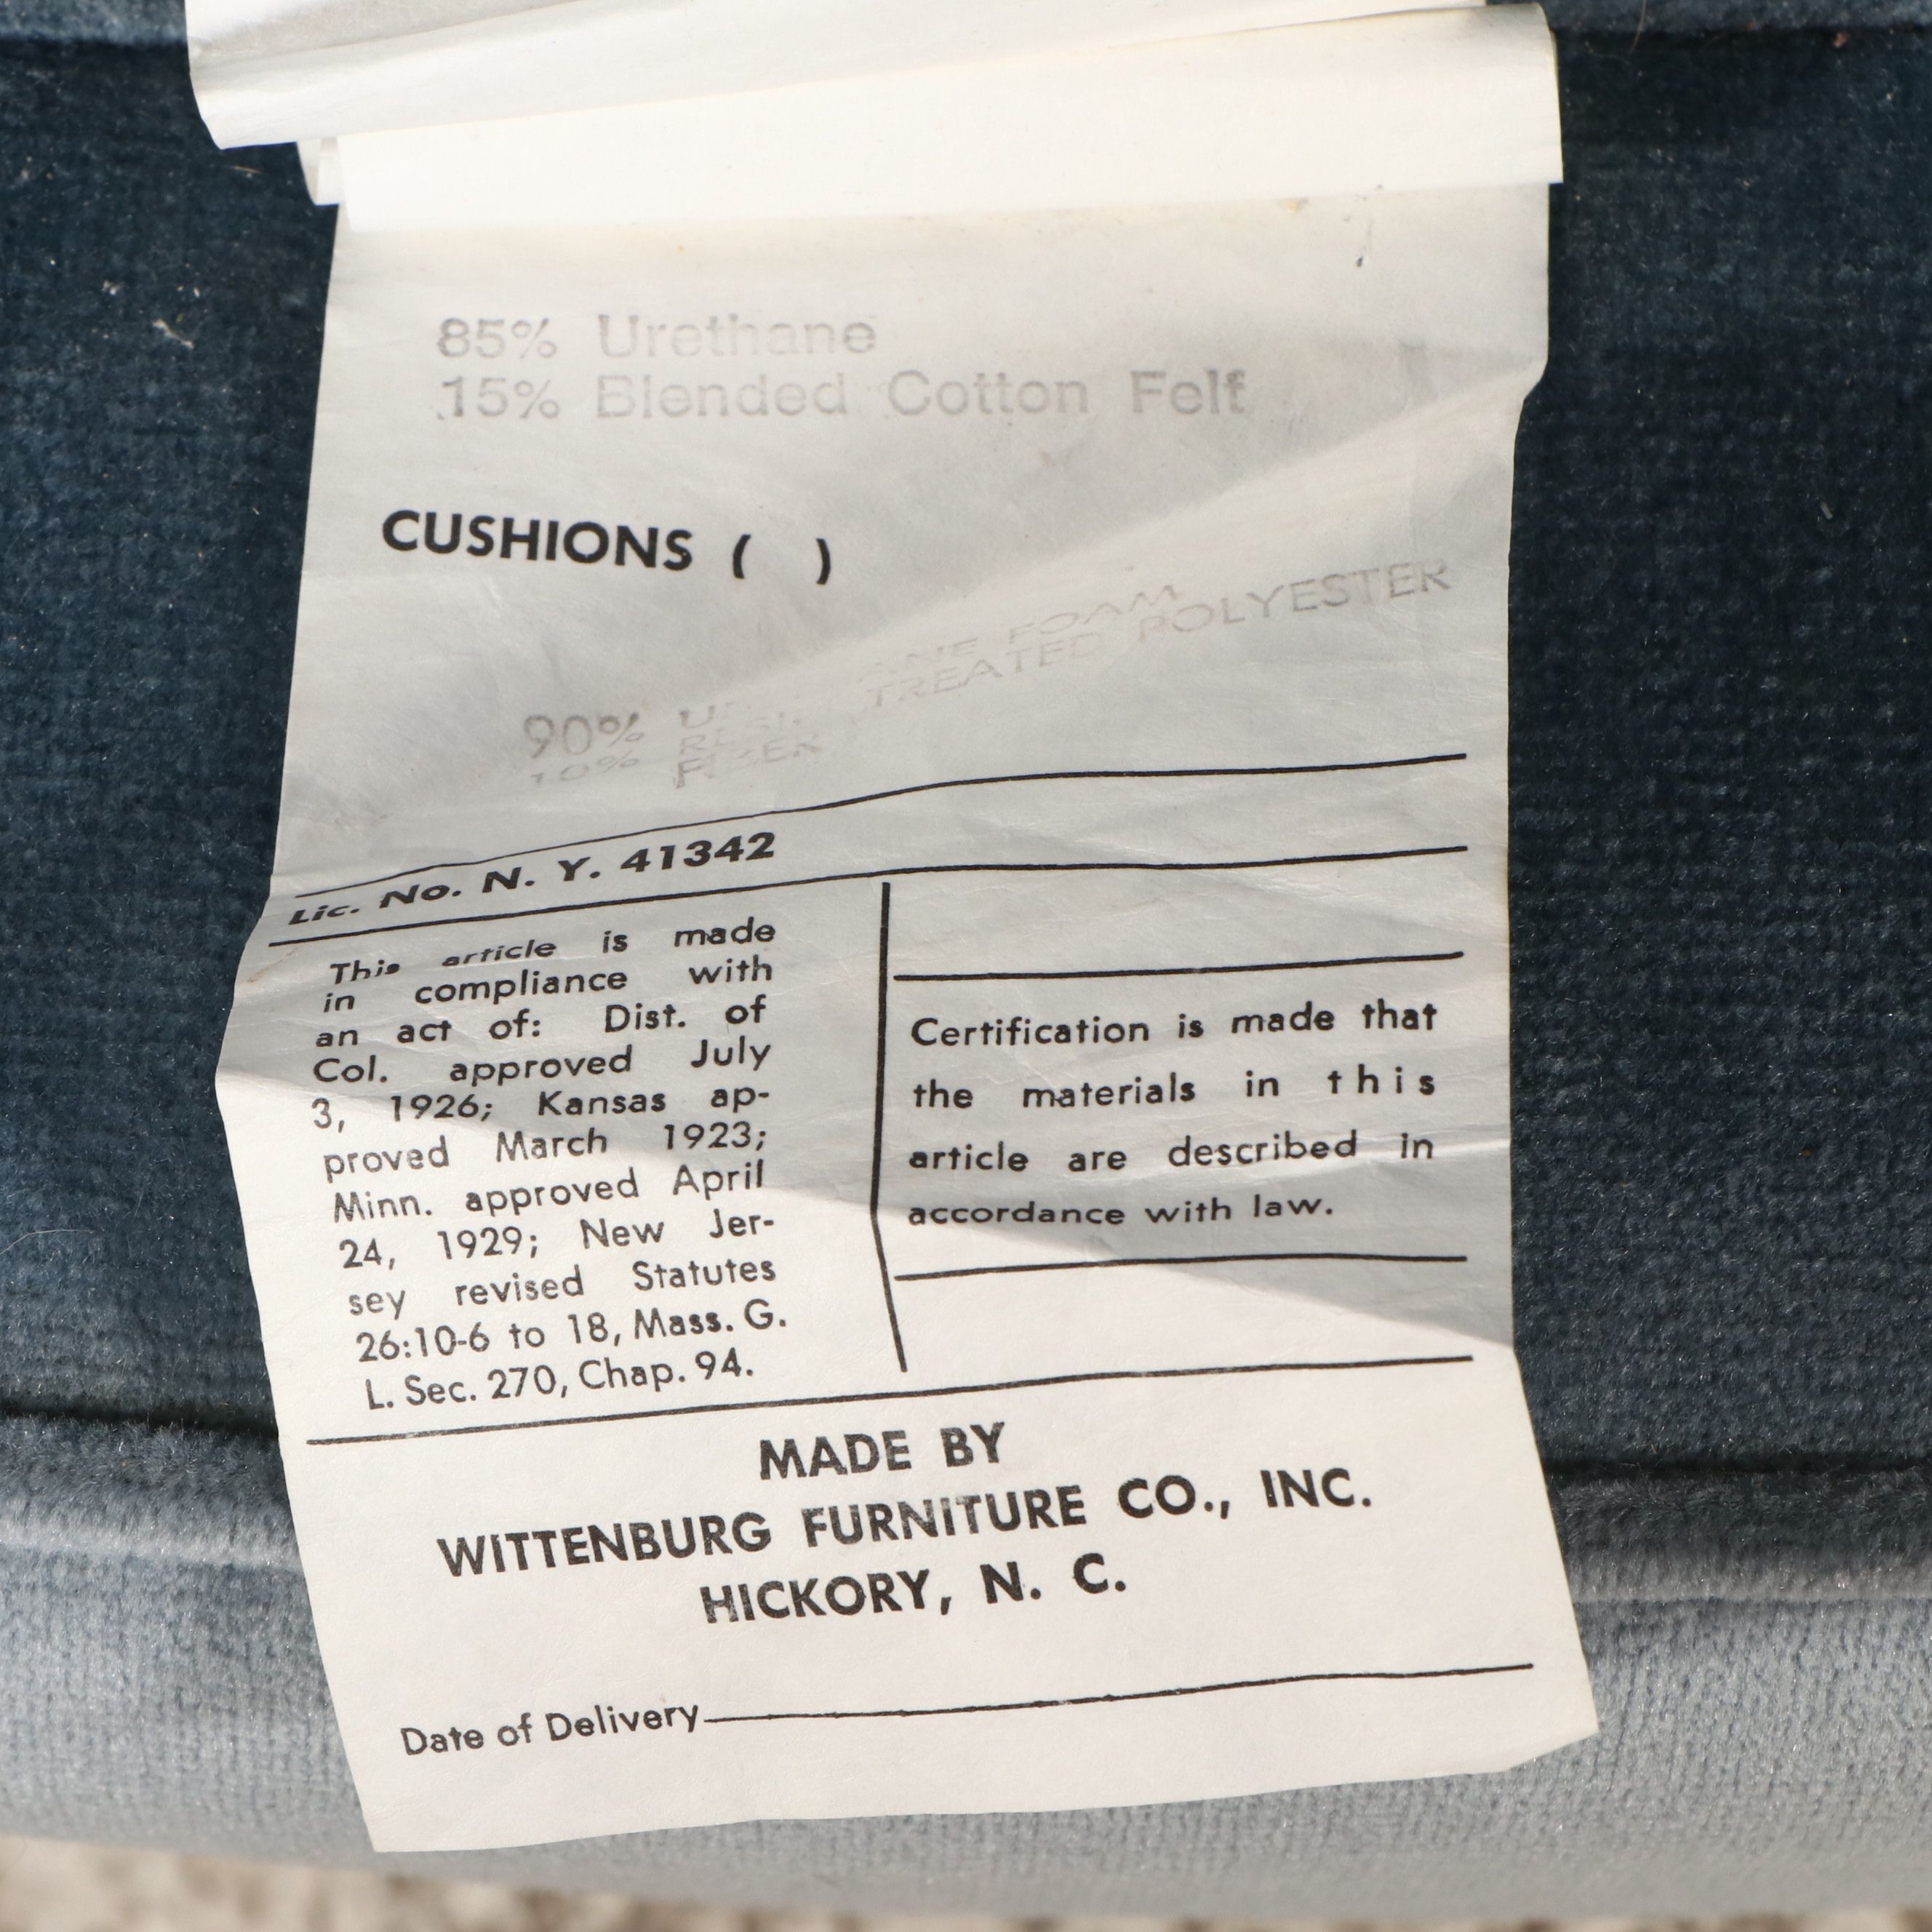 85% Urethane
15% Blended Cotton Felt
CUSHIONS ( )
90% FOAM
10% TREATED POLYESTER
Lic. No. N. Y. 41342
This article is made
in compliance with
an act of: Dist. of
Col. approved July
3, 1926; Kansas ap-
proved March 1923;
Minn. approved April
24, 1929; New Jer-
sey revised Statutes
26:10-6 to 18, Mass. G.
L. Sec. 270, Chap. 94.
Certification is made that
the materials in this
article are described in
accordance with law.
MADE BY
WITTENBURG FURNITURE CO., INC.
HICKORY, N. C.
Date of Delivery